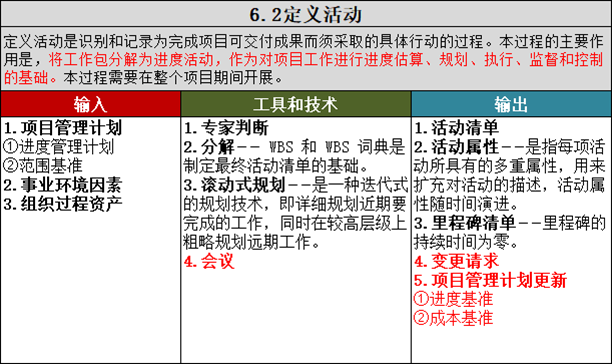 6.2定义活动
定义活动是识别和记录为完成项目可交付成果而须采取的具体行动的过程。本过程的主要作
用是，将工作包分解为进度活动，作为对项目工作进行进度估算、规划、执行、监督和控制
的基础。本过程需要在整个项目期间开展。
输入
1.项目管理计划
①进度管理计划
②范围基准
2.事业环境因素
3.组织过程资产
工具和技术
1.专家判断
2.分解-- WBS 和 WBS 词典是
制定最终活动清单的基础。
3.滚动式规划--是一种迭代式
的规划技术，即详细规划近期要
完成的工作，同时在较高层级上
粗略规划远期工作。
4.会议
输出
1.活动清单
2.活动属性--是指每项活
动所具有的多重属性，用来
扩充对活动的描述，活动属
性随时间演进。
3.里程碑清单--里程碑的
持续时间为零。
4.变更请求
5.项目管理计划更新
①进度基准
②成本基准